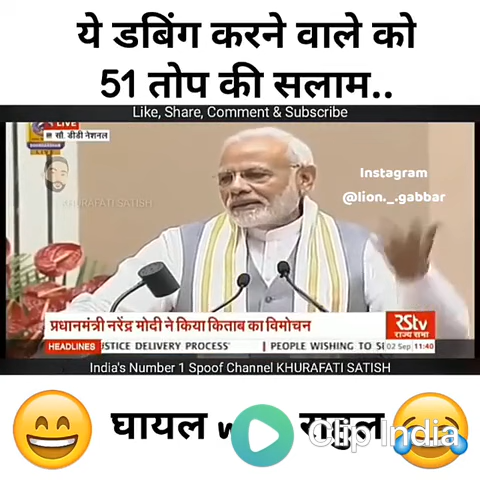 ये डबिंग करने वाले को
51 तोप की सलाम..
Like, Share, Comment & Subscribe
LIVE
सौ. डीडी नेशनल
Instagram
@lion._.gabbar
KHURAFATI SATISH
प्रधानमंत्री नरेंद्र मोदी ने किया किताब का विमोचन
RStv
राज्य सभा
HEADLINES
STICE DELIVERY PROCESS
| PEOPLE WISHING TO
02 Sep 11:40
India's Number 1 Spoof Channel KHURAFATI SATISH
घायल
Clip India